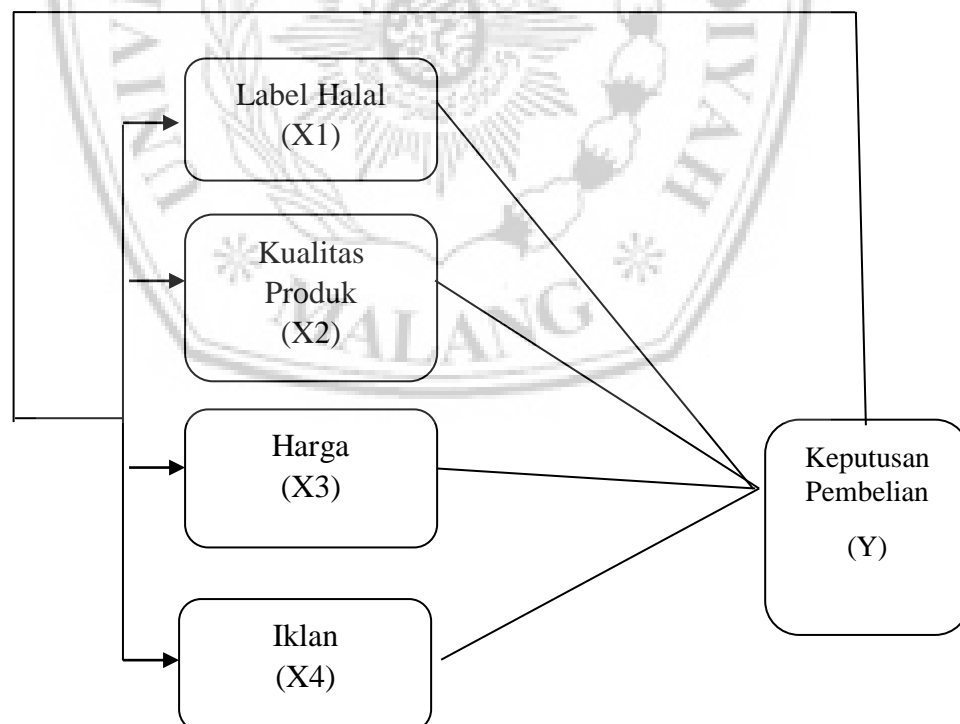 Label Halal
(X1)
Kualitas
Produk
(X2)
Harga
(X3)
Iklan
(X4)
Keputusan
Pembelian
(Y)
MALANG